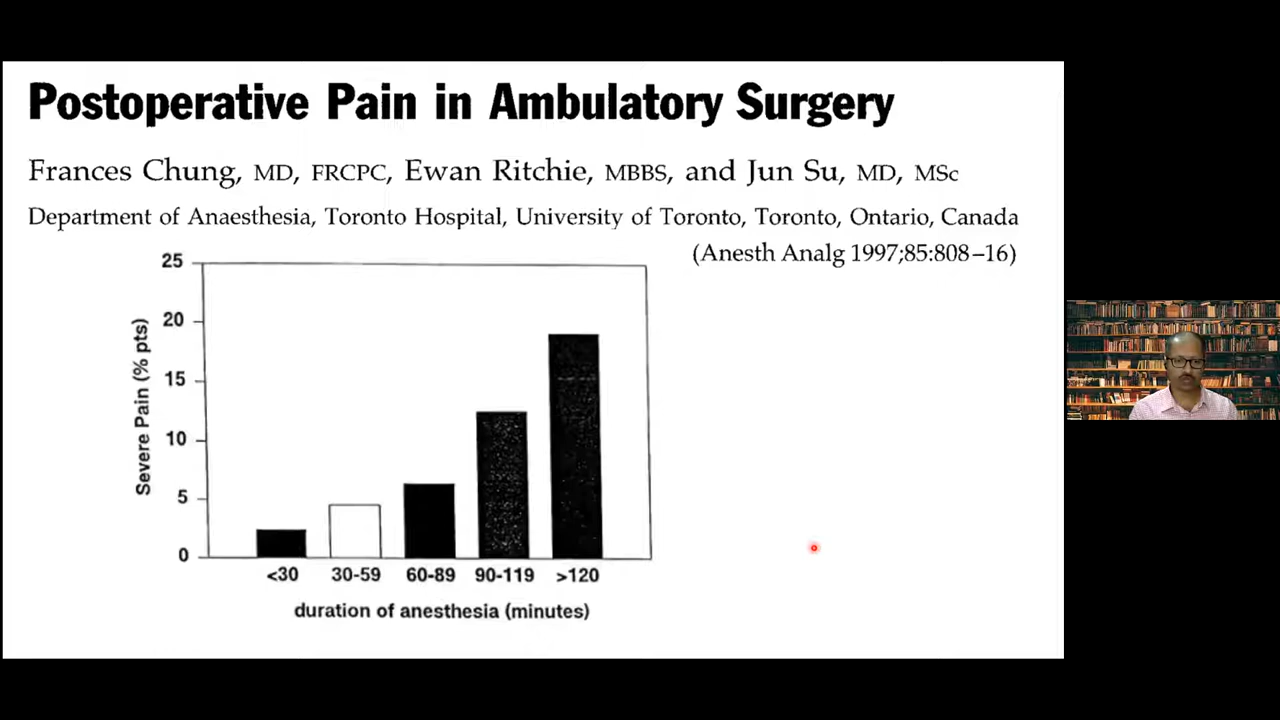 Postoperative Pain in Ambulatory Surgery
Frances Chung, MD, FRCPC, Ewan Ritchie, MBBS, and Jun Su, MD, MSc
Department of Anaesthesia, Toronto Hospital, University of Toronto, Toronto, Ontario, Canada
(Anesth Analg 1997;85:808–16)
Severe Pain (% pts)
25
20
15
10
5
0
<30 30-59 60-89 90-119 >120
duration of anesthesia (minutes)